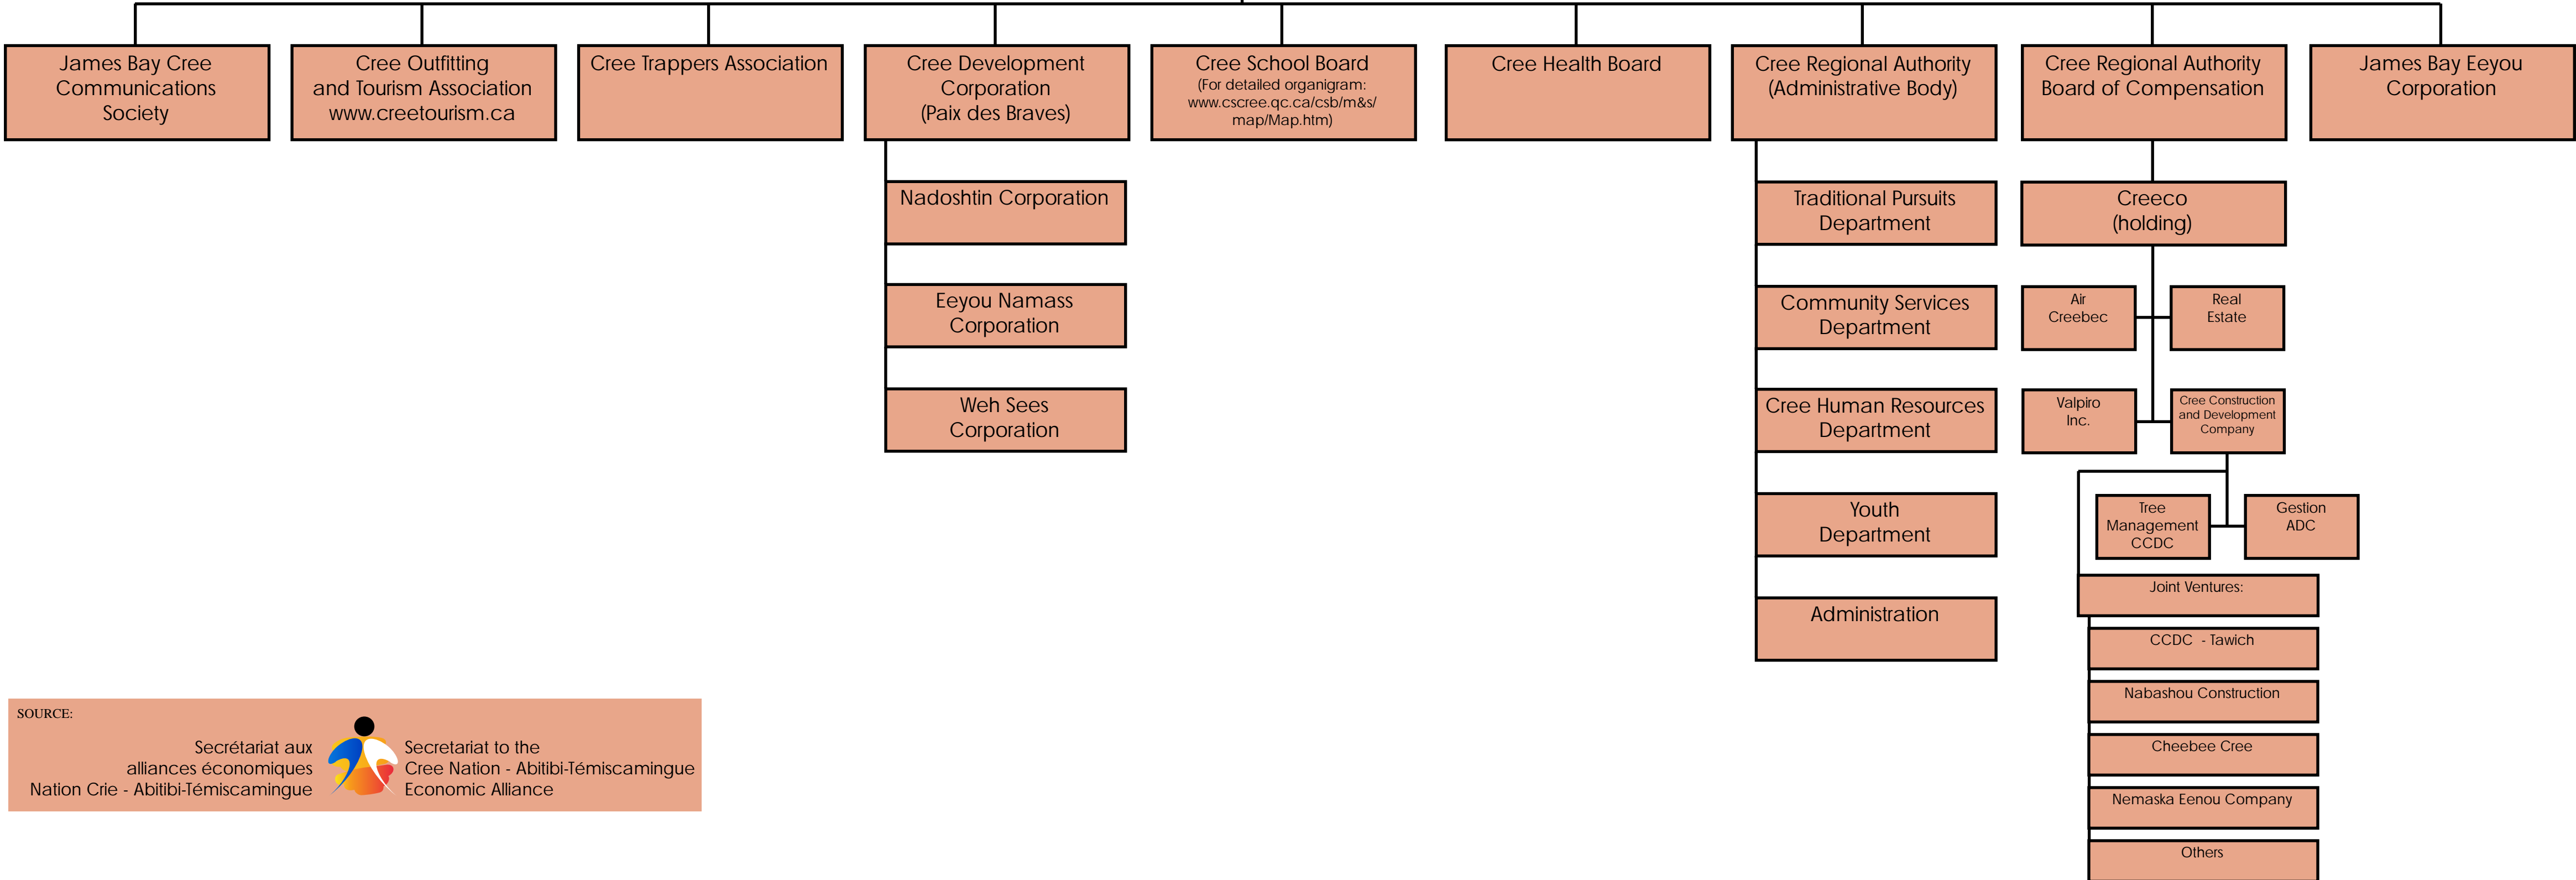 James Bay Cree
Communications
Society
Cree Outfitting
and Tourism Association
www.creetourism.ca
Cree Trappers Association
Cree Development
Corporation
(Paix des Braves)
Cree School Board
(For detailed organigram:
www.cscree.qc.ca/csb/m&s/
map/Map.htm)
Cree Health Board
Cree Regional Authority
(Administrative Body)
Cree Regional Authority
Board of Compensation
James Bay Eeyou
Corporation
Nadoshtin Corporation
Eeyou Namass
Corporation
Weh Sees
Corporation
Traditional Pursuits
Department
Community Services
Department
Cree Human Resources
Department
Youth
Department
Administration
Creeco
(holding)
Air
Creebec
Real
Estate
Valpiro
Inc.
Cree Construction
and Development
Company
Tree
Management
CCDC
Gestion
ADC
Joint Ventures:
CCDC - Tawich
Nabashou Construction
Cheebee Cree
Nemaska Eenou Company
Others
SOURCE:
Secrétariat aux
alliances économiques
Nation Crie - Abitibi-Témiscamingue
Secretariat to the
Cree Nation - Abitibi-Témiscamingue
Economic Alliance